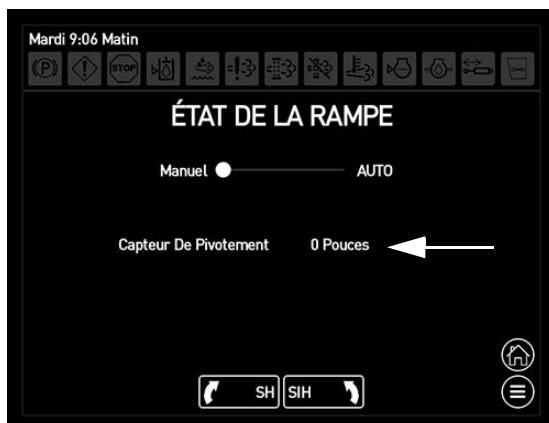 Mardi 9:06 Matin
(P) STOP
ÉTAT DE LA RAMPE
Manuel AUTO
Capteur De Pivotement 0 Pouces
SH SIH